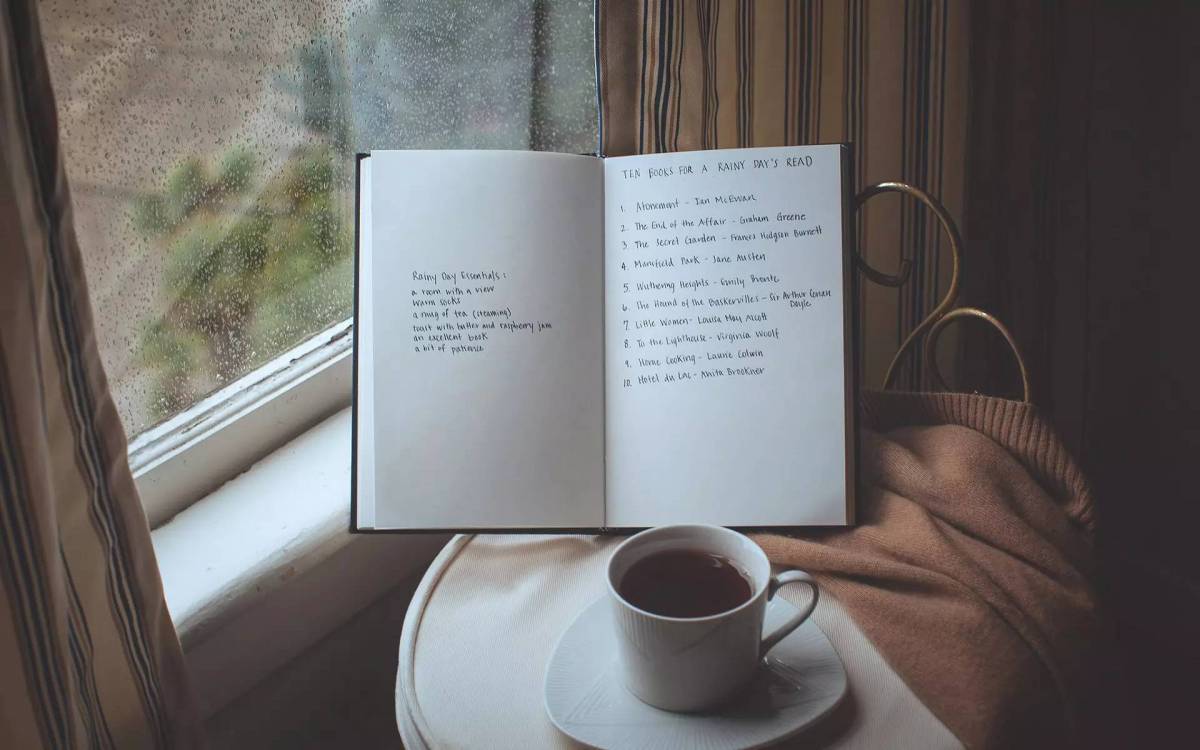 Rainy Day Essentials:
a room with a view
warm socks
a mug of tea (steaming)
toast with butter and raspberry jam
an excellent book
a bit of patience
TEN BOOKS FOR A RAINY DAY'S READ
1. Atonement - Ian McEwan
2. The End of the Affair - Graham Greene
3. The Secret Garden - Frances Hodgson Burnett
4. Mansfield Park - Jane Austen
5. Wuthering Heights - Emily Bronte
6. The Hound of the Baskervilles - Sir Arthur Conan
Doyle
7. Little Women - Louisa May Alcott
8. To the Lighthouse - Virginia Woolf
9. Home Cooking - Laurie Colwin
10. Hotel du Lac - Anita Brookner